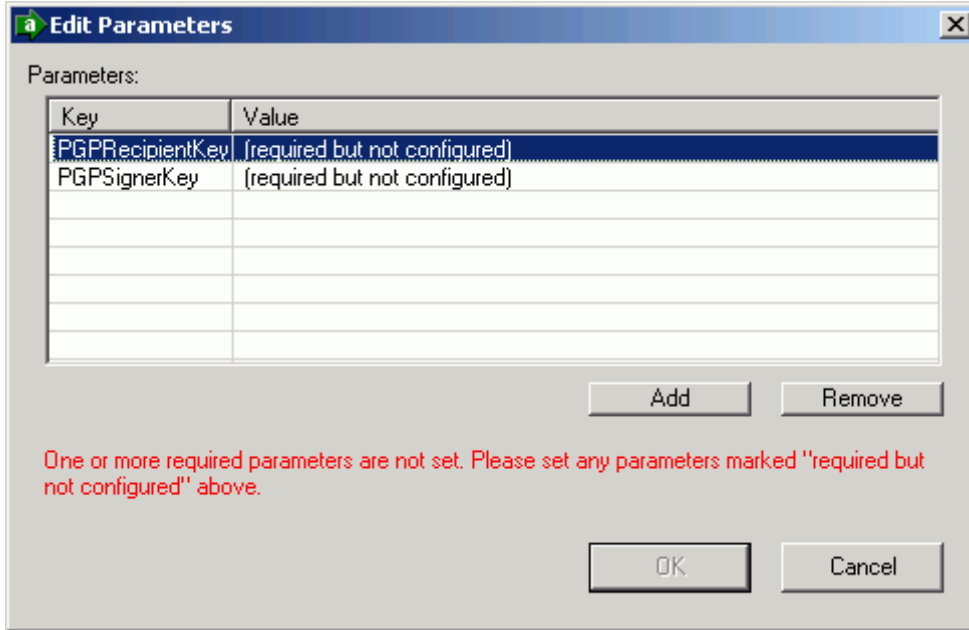 a Edit Parameters
Parameters:
Key Value
PGPRecipientKey (required but not configured)
PGPSignerKey (required but not configured)
Add Remove
One or more required parameters are not set. Please set any parameters marked "required but
not configured" above.
OK Cancel